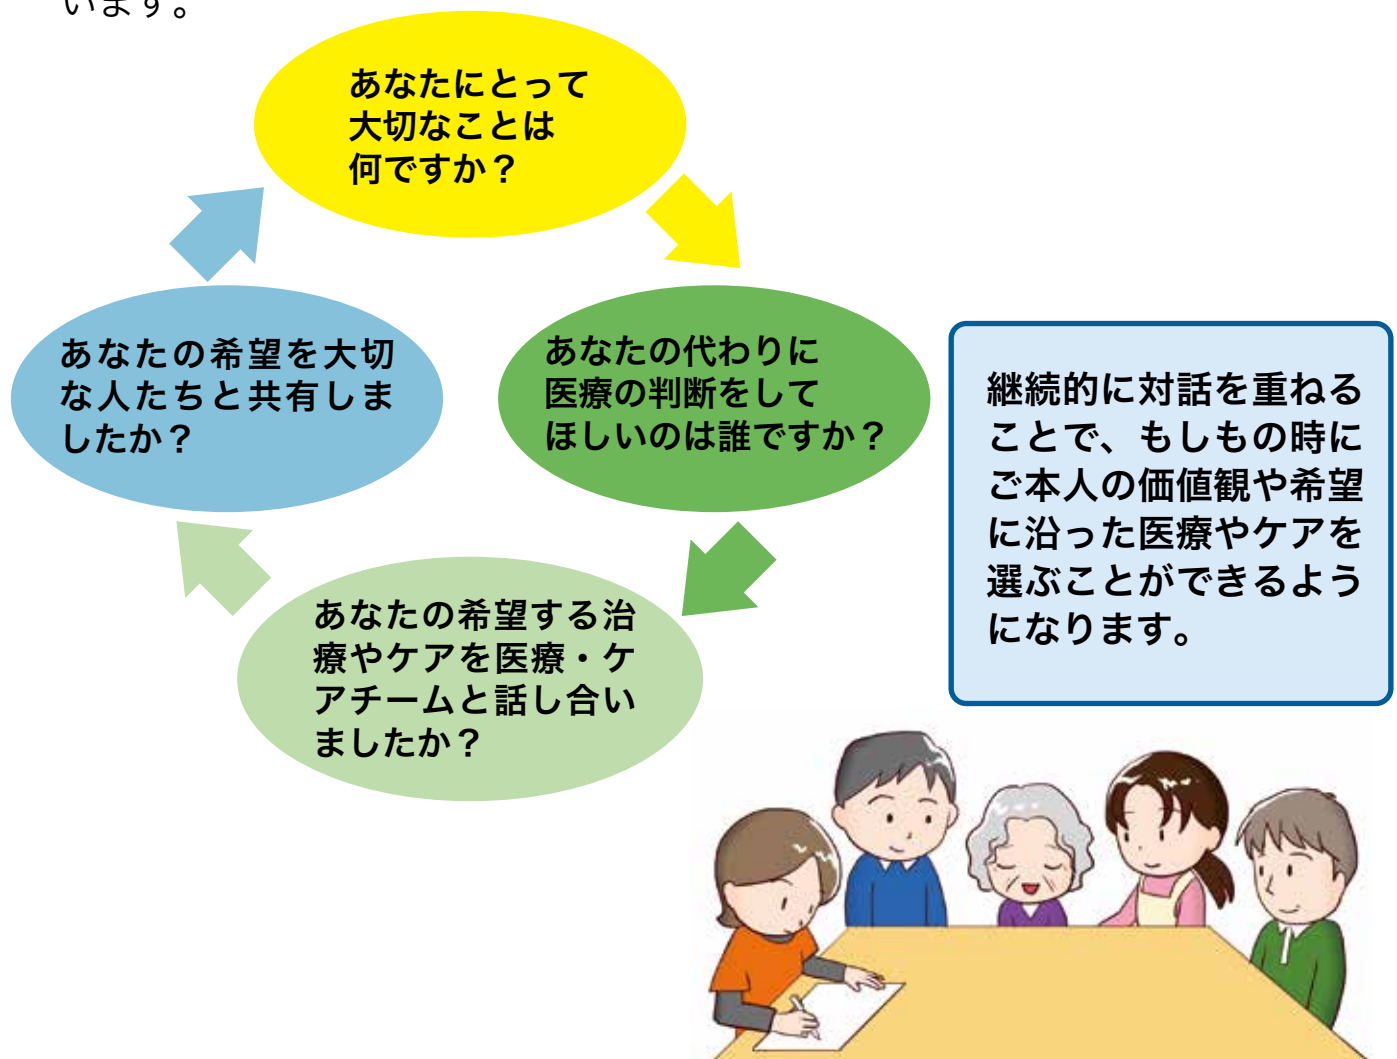 います。
あなたにとって
大切なことは
何ですか？
あなたの代わりに
医療の判断をして
ほしいのは誰ですか？
あなたの希望する治
療やケアを医療・ケ
アチームと話し合い
ましたか？
あなたの希望を大切
な人たちと共有しま
したか？
継続的に対話を重ねる
ことで、もしもの時に
ご本人の価値観や希望
に沿った医療やケアを
選ぶことができるよう
になります。